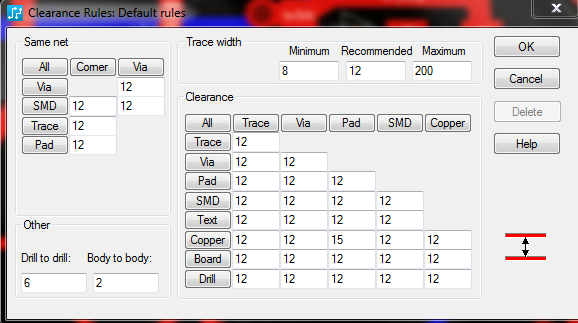 Clearance Rules: Default rules
Same net
All Corner Via
Via 12
SMD 12 12
Trace 12
Pad 12
Other
Drill to drill: Body to body:
6 2
Trace width
Minimum Recommended Maximum
8 12 200
Clearance
All Trace Via Pad SMD Copper
Trace 12
Via 12 12
Pad 12 12 12
SMD 12 12 12 12
Text 12 12 12 12
Copper 12 12 15 12 12
Board 12 12 12 12 12
Drill 12 12 12 12 12
OK
Cancel
Delete
Help